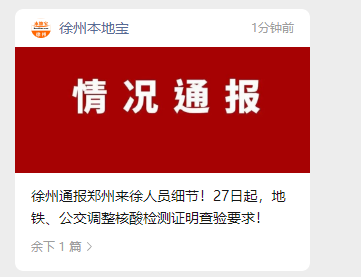 徐州本地宝
1分钟前
情况通报
徐州通报郑州来徐人员细节！27日起，地
铁、公交调整核酸检测证明查验要求！
余下 1 篇